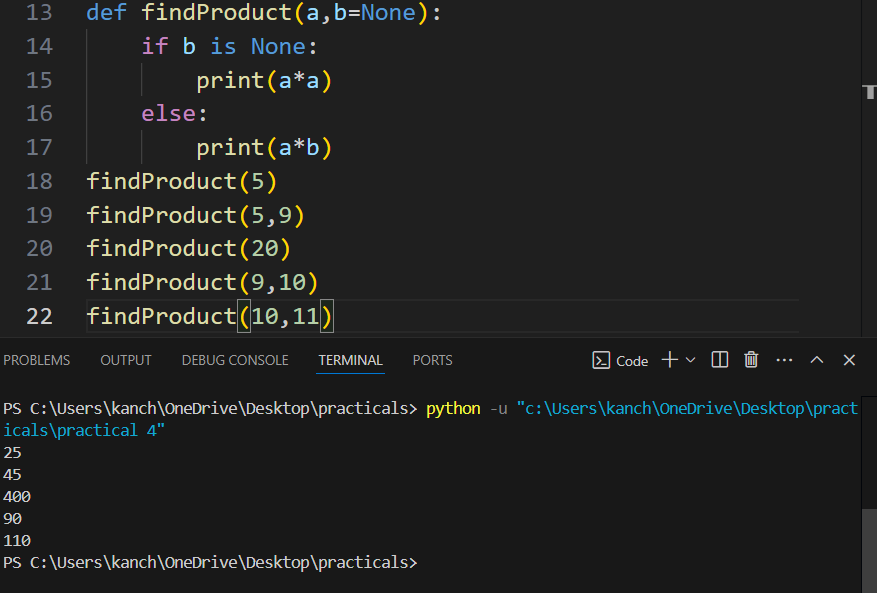 13 def findProduct(a,b=None):
14 if b is None:
15 print(a*a)
16 else:
17 print(a*b)
18 findProduct(5)
19 findProduct(5,9)
20 findProduct(20)
21 findProduct(9,10)
22 findProduct(10,11)
PROBLEMS OUTPUT DEBUG CONSOLE TERMINAL PORTS Code
PS C:\Users\kanch\OneDrive\Desktop\practicals> python -u "c:\Users\kanch\OneDrive\Desktop\pract
icals\practical 4"
25
45
400
90
110
PS C:\Users\kanch\OneDrive\Desktop\practicals>